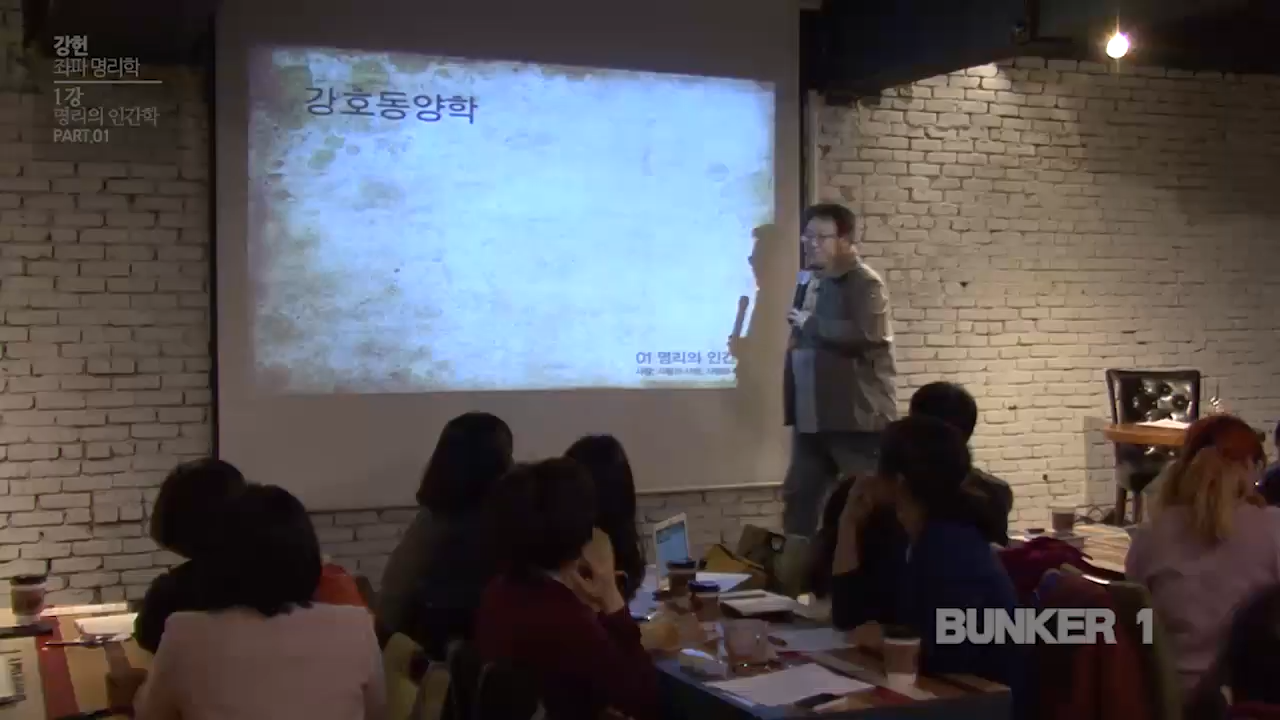 강헌
좌파 명리학
1강
명리의 인간학
PART.01
강호동양학
01 명리와 인간
BUNKER 1